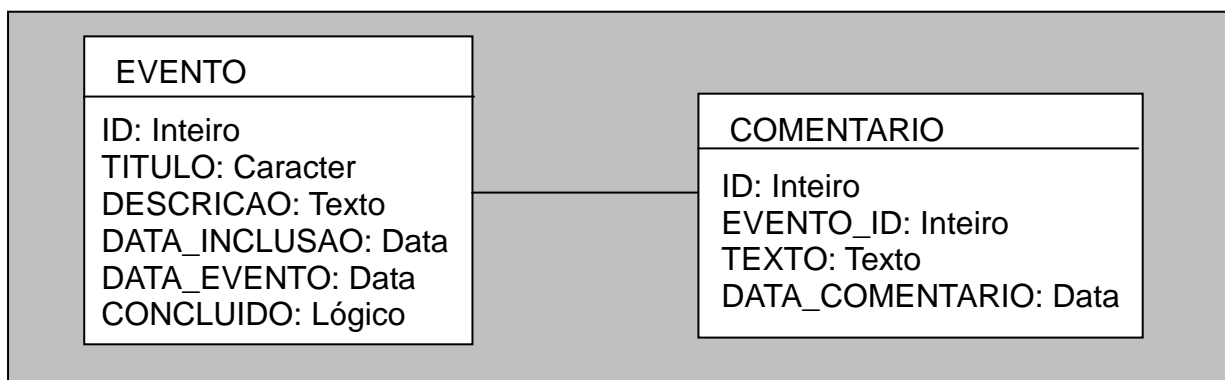 EVENTO
ID: Inteiro
TITULO: Caracter
DESCRICAO: Texto
DATA_INCLUSAO: Data
DATA_EVENTO: Data
CONCLUIDO: Lógico
COMENTARIO
ID: Inteiro
EVENTO_ID: Inteiro
TEXTO: Texto
DATA_COMENTARIO: Data